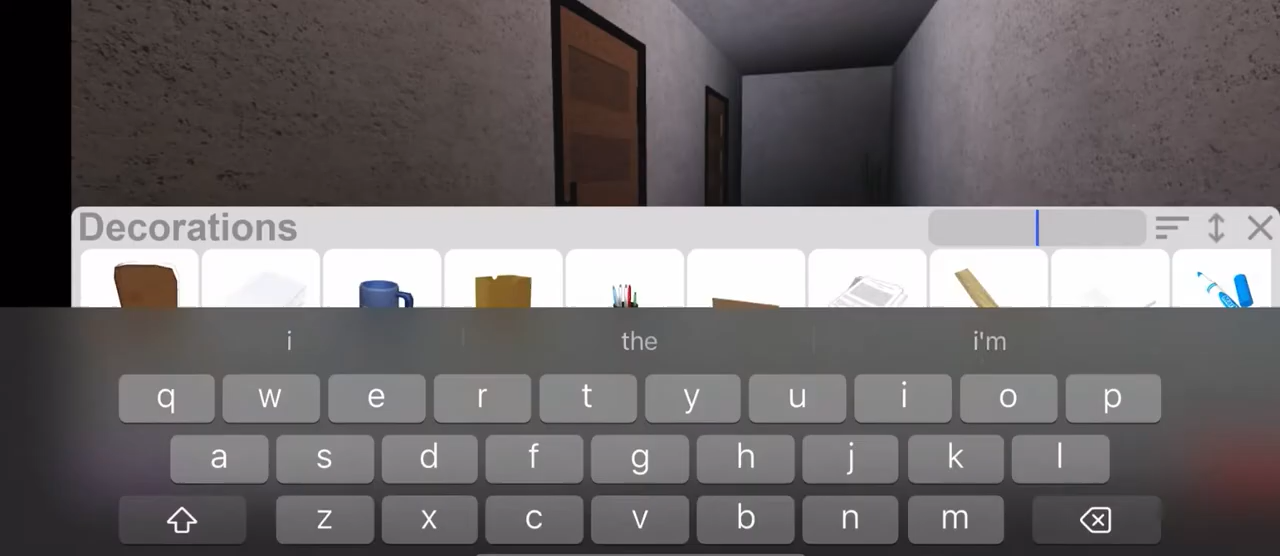 Decorations
i the i'm
q w e r t y u i o p
a s d f g h j k l
z x c v b n m